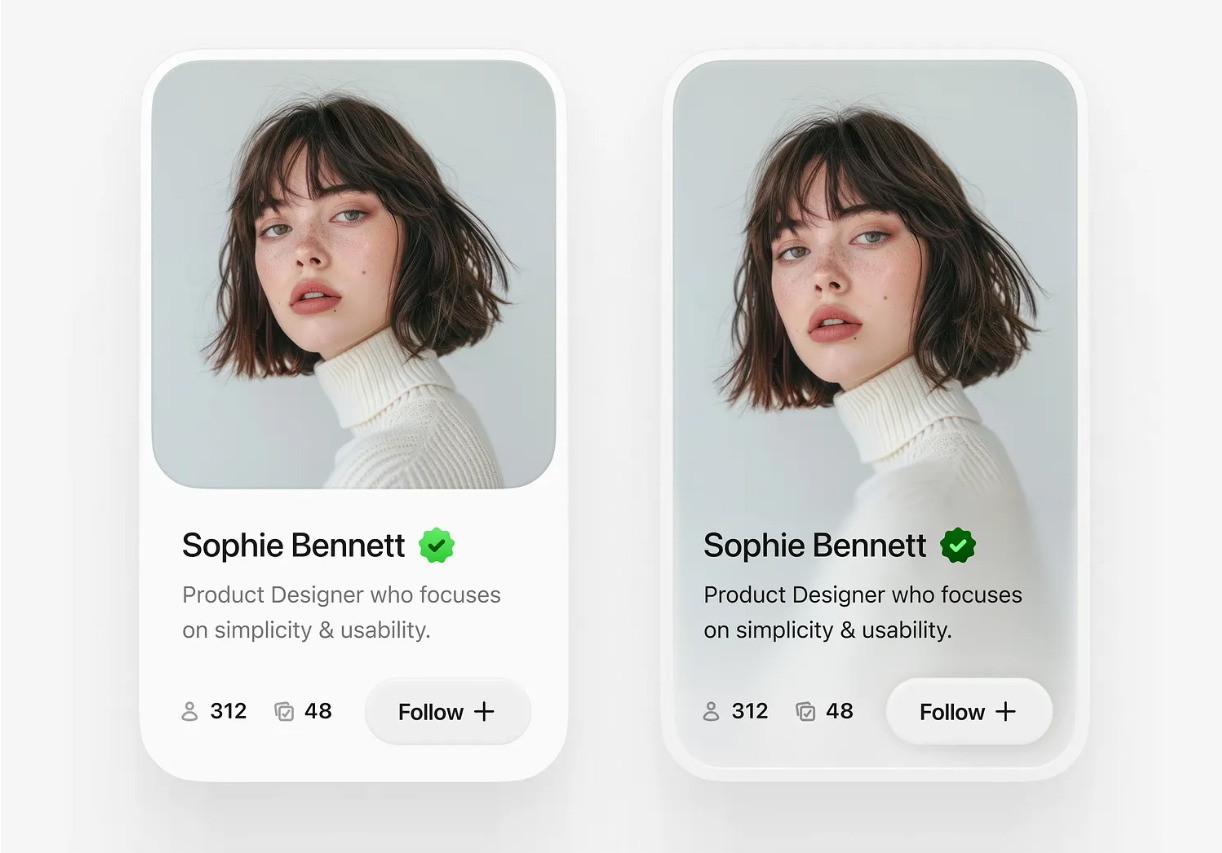 Sophie Bennett
Product Designer who focuses
on simplicity & usability.
312 48 Follow +
Sophie Bennett
Product Designer who focuses
on simplicity & usability.
312 48 Follow +